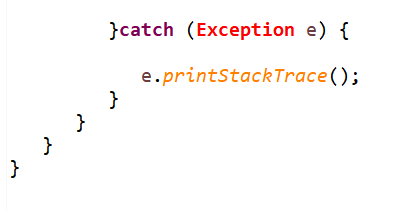 }catch (Exception e) {
e.printStackTrace();
}
}
}
}